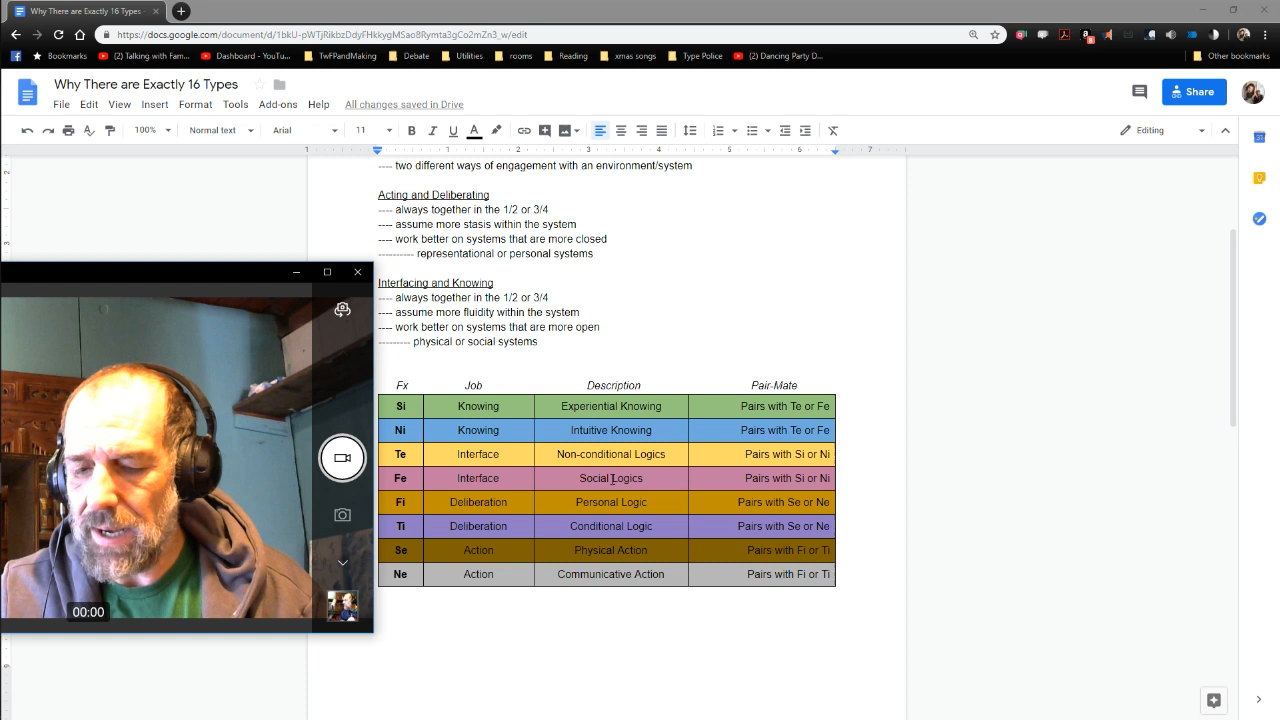 Why There are Exactly 16 Types
https://docs.google.com/document/d/1bkU-pWTjRikbzDdyFHkkygMSao8Rymta3gCo2mZn3_w/edit
Bookmarks (2) Talking with Fam... Dashboard - YouTu... TwFPandMaking Debate Utilities rooms Reading xmas songs Type Police (2) Dancing Party D... Other bookmarks
Why There are Exactly 16 Types
File Edit View Insert Format Tools Add-ons Help All changes saved in Drive
Share
100% Normal text Arial 11 B I U A Editing
1 1 2 3 4 5 6 7
---- two different ways of engagement with an environment/system
Acting and Deliberating
---- always together in the 1/2 or 3/4
---- assume more stasis within the system
---- work better on systems that are more closed
---------- representational or personal systems
Interfacing and Knowing
---- always together in the 1/2 or 3/4
---- assume more fluidity within the system
---- work better on systems that are more open
--------- physical or social systems
Fx Job Description Pair-Mate
Si Knowing Experiential Knowing Pairs with Te or Fe
Ni Knowing Intuitive Knowing Pairs with Te or Fe
Te Interface Non-conditional Logics Pairs with Si or Ni
Fe Interface Social Logics Pairs with Si or Ni
Fi Deliberation Personal Logic Pairs with Se or Ne
Ti Deliberation Conditional Logic Pairs with Se or Ne
Se Action Physical Action Pairs with Fi or Ti
Ne Action Communicative Action Pairs with Fi or Ti
00:00